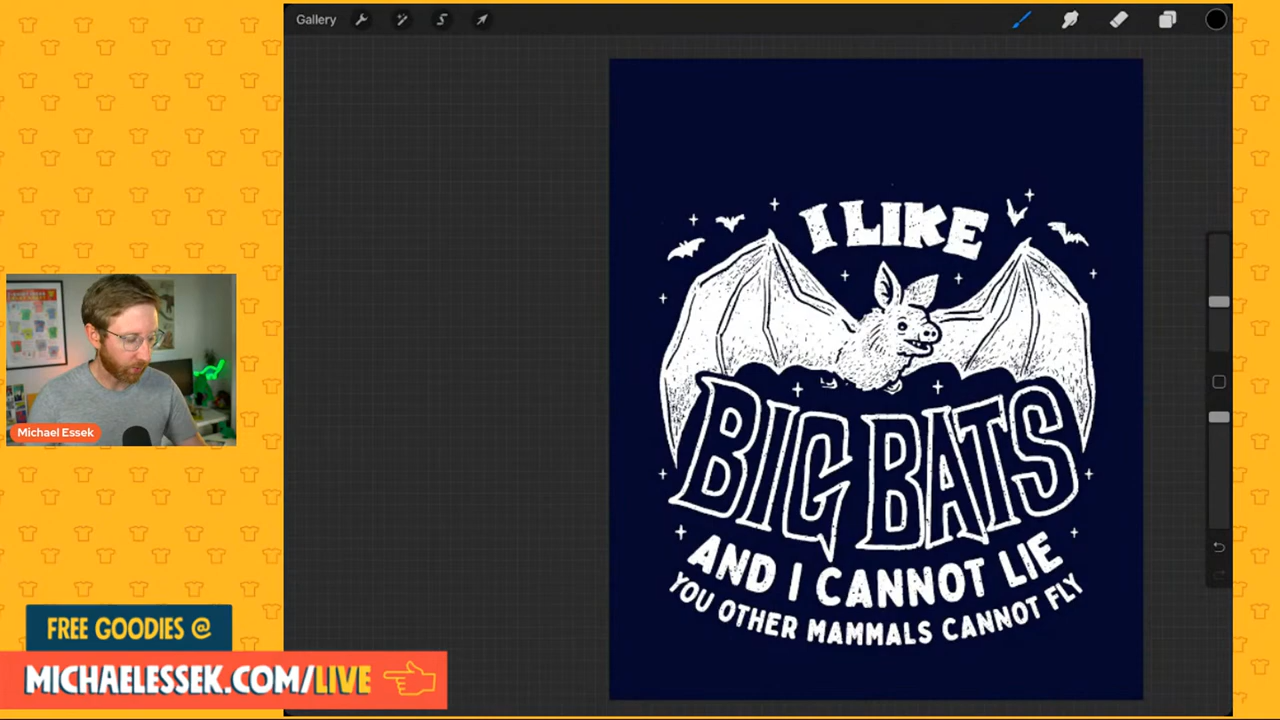 Gallery
I LIKE
BIG BATS
AND I CANNOT LIE
YOU OTHER MAMMALS CANNOT FLY
Michael Essek
FREE GOODIES @
MICHAELESSEK.COM/LIVE